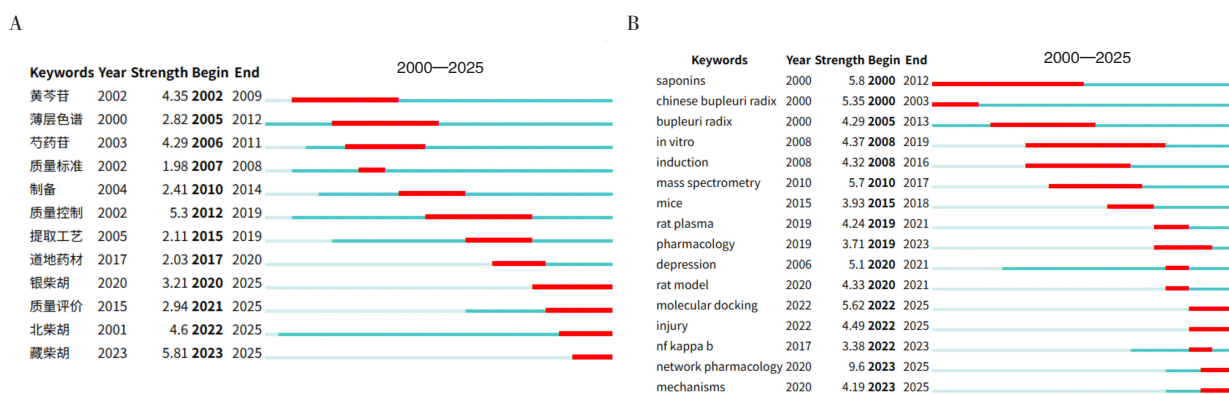 A
Keywords Year Strength Begin End 2000—2025
黄芩苷 2002 4.35 2002 2009
薄层色谱 2000 2.82 2005 2012
芍药苷 2003 4.29 2006 2011
质量标准 2002 1.98 2007 2008
制备 2004 2.41 2010 2014
质量控制 2002 5.3 2012 2019
提取工艺 2005 2.11 2015 2019
道地药材 2017 2.03 2017 2020
银柴胡 2020 3.21 2020 2025
质量评价 2015 2.94 2021 2025
北柴胡 2001 4.6 2022 2025
藏柴胡 2023 5.81 2023 2025
B
Keywords Year Strength Begin End 2000—2025
saponins 2000 5.8 2000 2012
chinese bupleuri radix 2000 5.35 2000 2003
bupleuri radix 2000 4.29 2005 2013
in vitro 2008 4.37 2008 2019
induction 2008 4.32 2008 2016
mass spectrometry 2010 5.7 2010 2017
mice 2015 3.93 2015 2018
rat plasma 2019 4.24 2019 2021
pharmacology 2019 3.71 2019 2023
depression 2006 5.1 2020 2021
rat model 2020 4.33 2020 2021
molecular docking 2022 5.62 2022 2025
injury 2022 4.49 2022 2025
nf kappa b 2017 3.38 2022 2023
network pharmacology 2020 9.6 2023 2025
mechanisms 2020 4.19 2023 2025